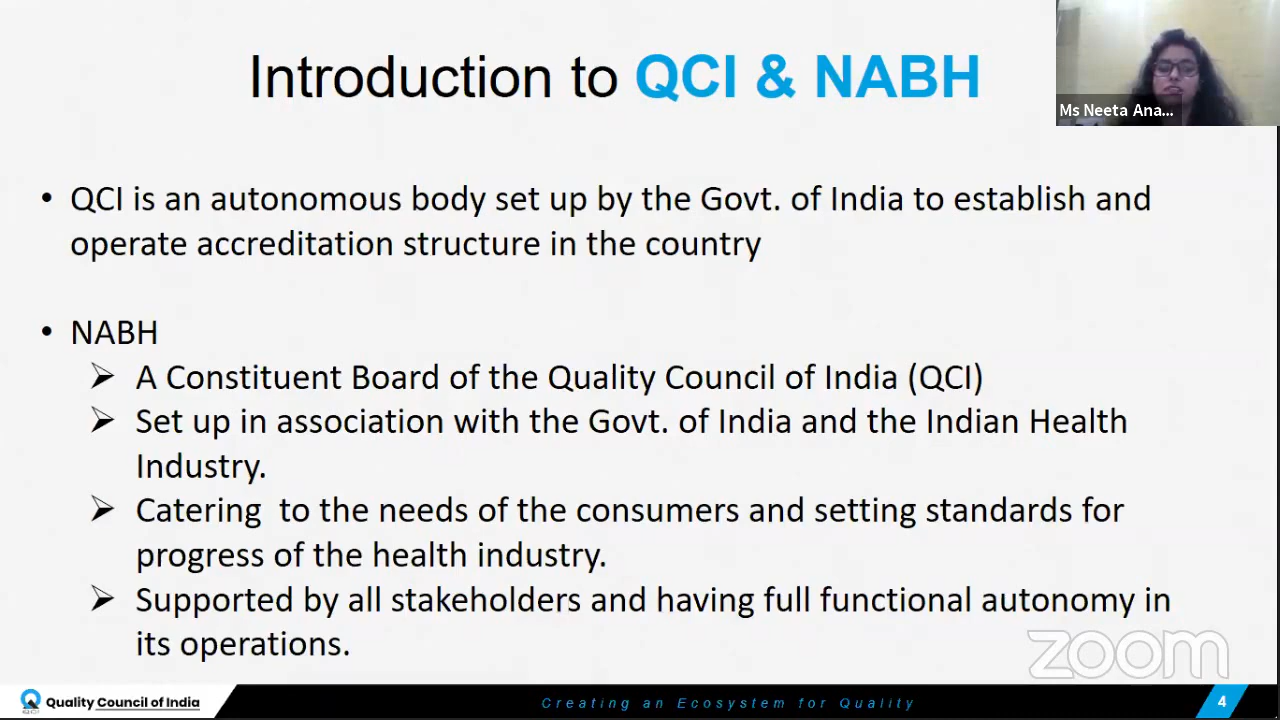 Introduction to QCI & NABH
Ms Neeta Ana...
• QCI is an autonomous body set up by the Govt. of India to establish and
operate accreditation structure in the country
• NABH
➢ A Constituent Board of the Quality Council of India (QCI)
➢ Set up in association with the Govt. of India and the Indian Health
Industry.
➢ Catering  to the needs of the consumers and setting standards for
progress of the health industry.
➢ Supported by all stakeholders and having full functional autonomy in
its operations.
zoom
Quality Council of India
Creating an Ecosystem for Quality
4